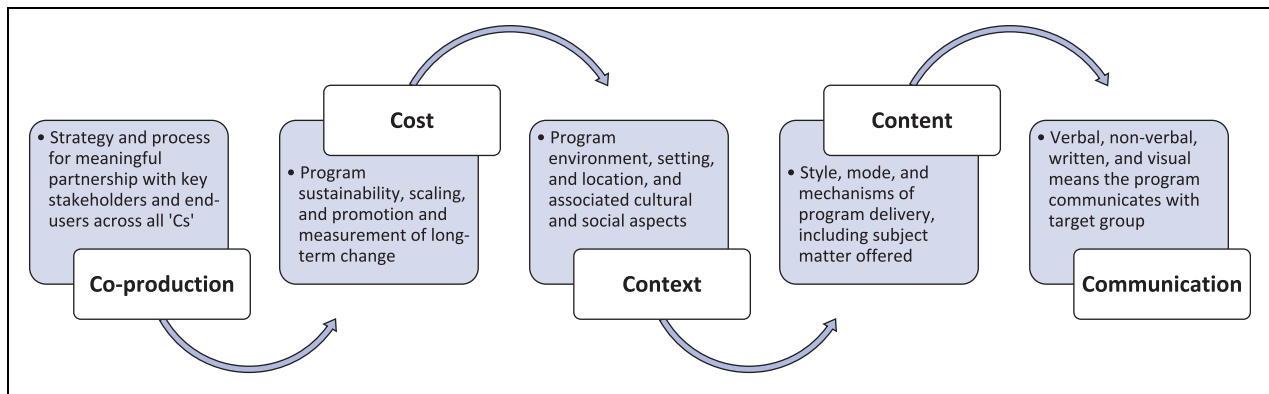 • Strategy and process
for meaningful
partnership with key
stakeholders and end-
users across all 'Cs'
Co-production
Cost
• Program
sustainability, scaling,
and promotion and
measurement of long-
term change
• Program
environment, setting,
and location, and
associated cultural
and social aspects
Context
Content
• Style, mode, and
mechanisms of
program delivery,
including subject
matter offered
• Verbal, non-verbal,
written, and visual
means the program
communicates with
target group
Communication